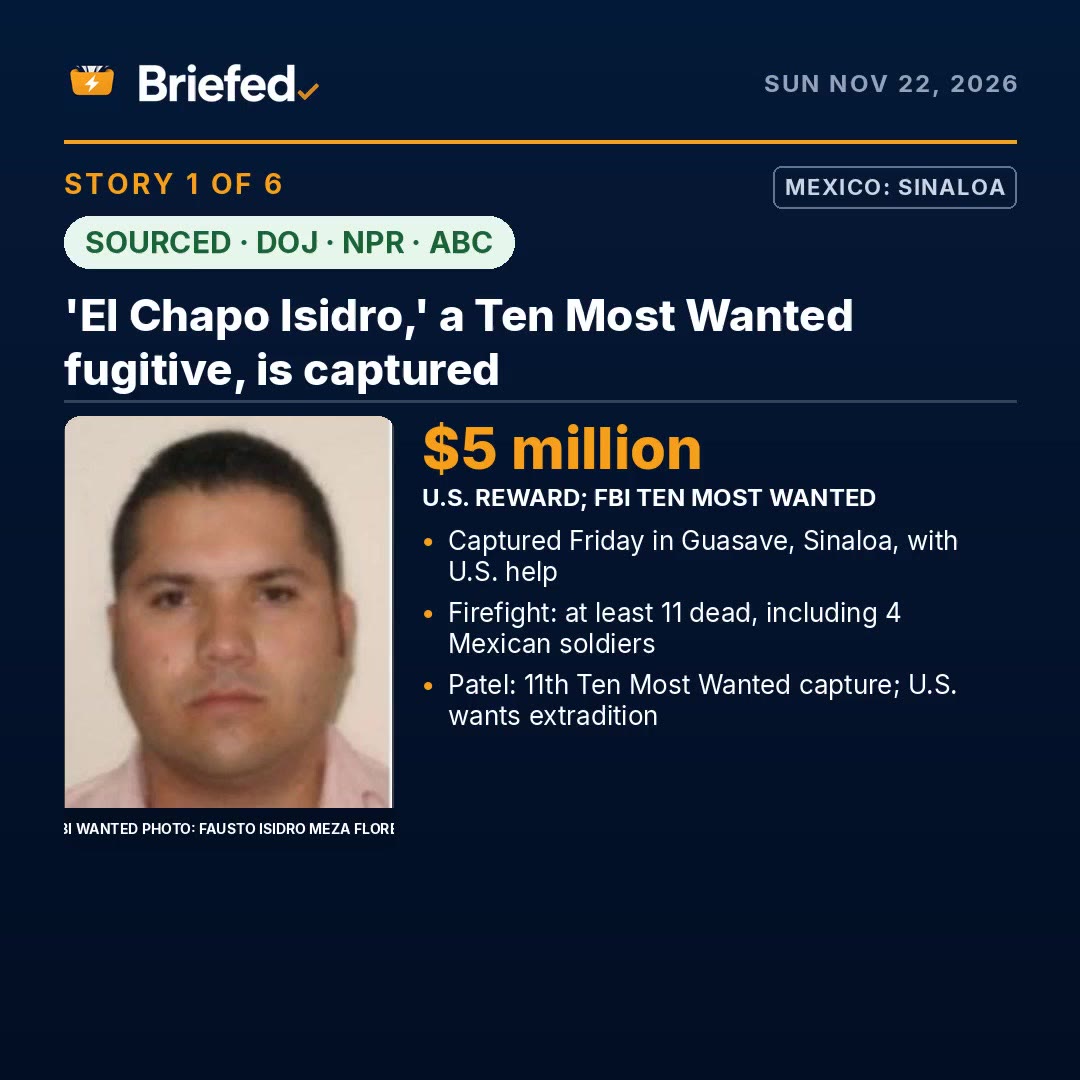 Briefed
SUN NOV 22, 2026
STORY 1 OF 6
MEXICO: SINALOA
SOURCED · DOJ · NPR · ABC
'El Chapo Isidro,' a Ten Most Wanted
fugitive, is captured
$5 million
U.S. REWARD; FBI TEN MOST WANTED
• Captured Friday in Guasave, Sinaloa, with
U.S. help
• Firefight: at least 11 dead, including 4
Mexican soldiers
• Patel: 11th Ten Most Wanted capture; U.S.
wants extradition
BI WANTED PHOTO: FAUSTO ISIDRO MEZA FLORE